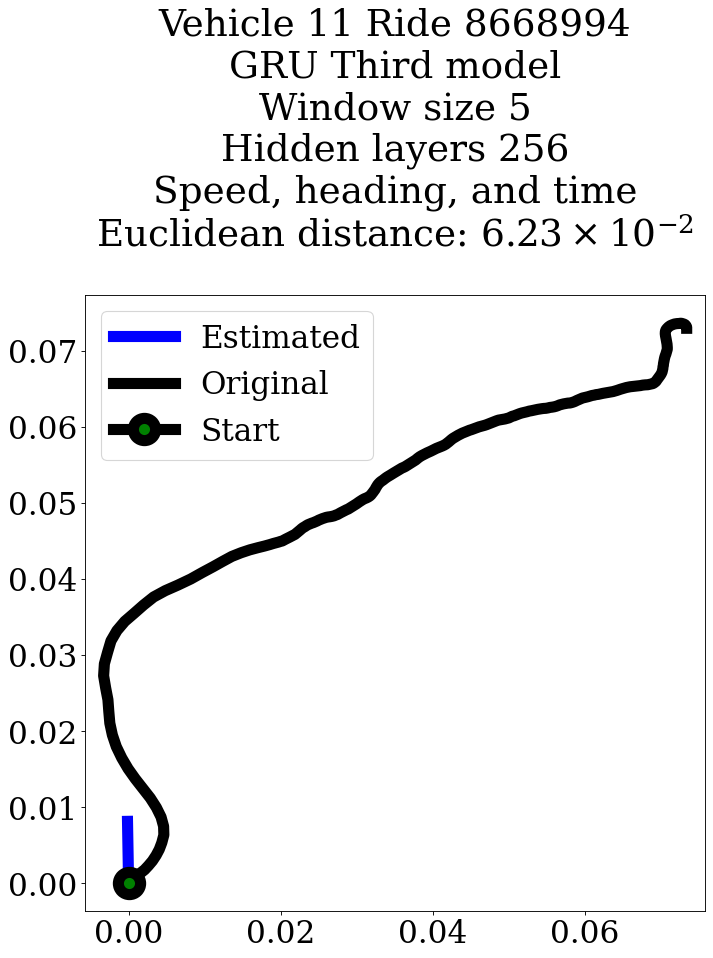 Vehicle 11 Ride 8668994
GRU Third model
Window size 5
Hidden layers 256
Speed, heading, and time
Euclidean distance: 6.23 × 10⁻²
Estimated
Original
Start
0.07
0.06
0.05
0.04
0.03
0.02
0.01
0.00
0.00 0.02 0.04 0.06